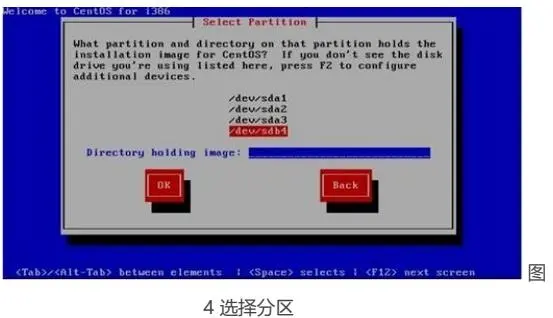 Welcome to CentOS for i386
Select Partition
What partition and directory on that partition holds the
installation image for CentOS? If you don't see the disk
drive you're using listed here, press F2 to configure
additional devices.
/dev/sda1
/dev/sda2
/dev/sda3
/dev/sdb4
Directory holding image:
OK Back
<Tab>/<Alt-Tab> between elements | <Space> selects | <F12> next screen
图
4 选择分区